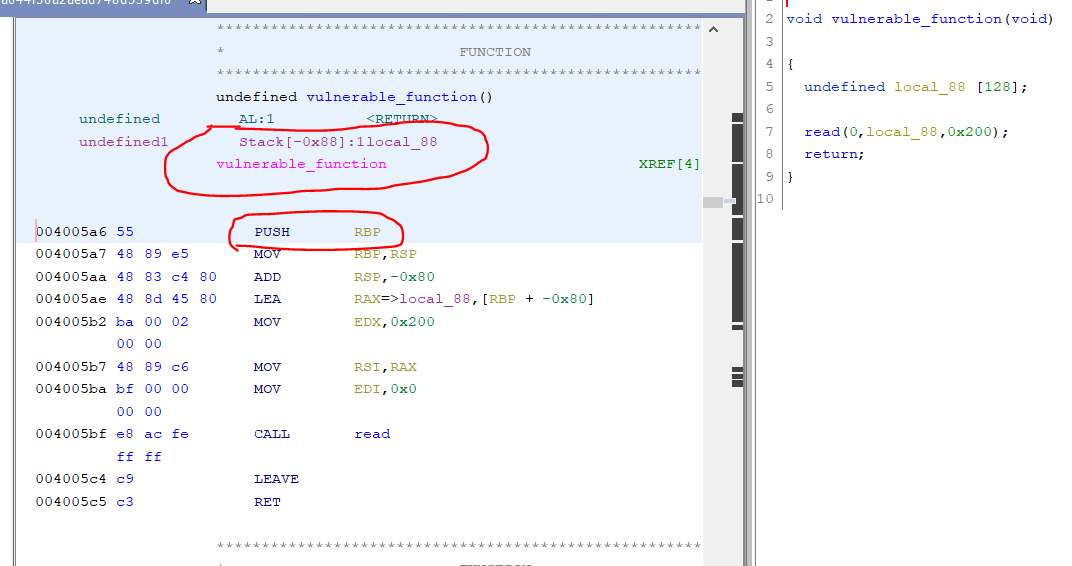 *******************************************************
* FUNCTION
*******************************************************
undefined vulnerable_function()
undefined AL:1 <RETURN>
undefined1 Stack[-0x88]:1local_88
vulnerable_function XREF[4]
004005a6 55 PUSH RBP
004005a7 48 89 e5 MOV RBP,RSP
004005aa 48 83 c4 80 ADD RSP,-0x80
004005ae 48 8d 45 80 LEA RAX=>local_88,[RBP + -0x80]
004005b2 ba 00 02 MOV EDX,0x200
00 00
004005b7 48 89 c6 MOV RSI,RAX
004005ba bf 00 00 MOV EDI,0x0
00 00
004005bf e8 ac fe CALL read
ff ff
004005c4 c9 LEAVE
004005c5 c3 RET
*******************************************************
2 void vulnerable_function(void)
3
4 {
5 undefined local_88 [128];
6
7 read(0,local_88,0x200);
8 return;
9 }
10